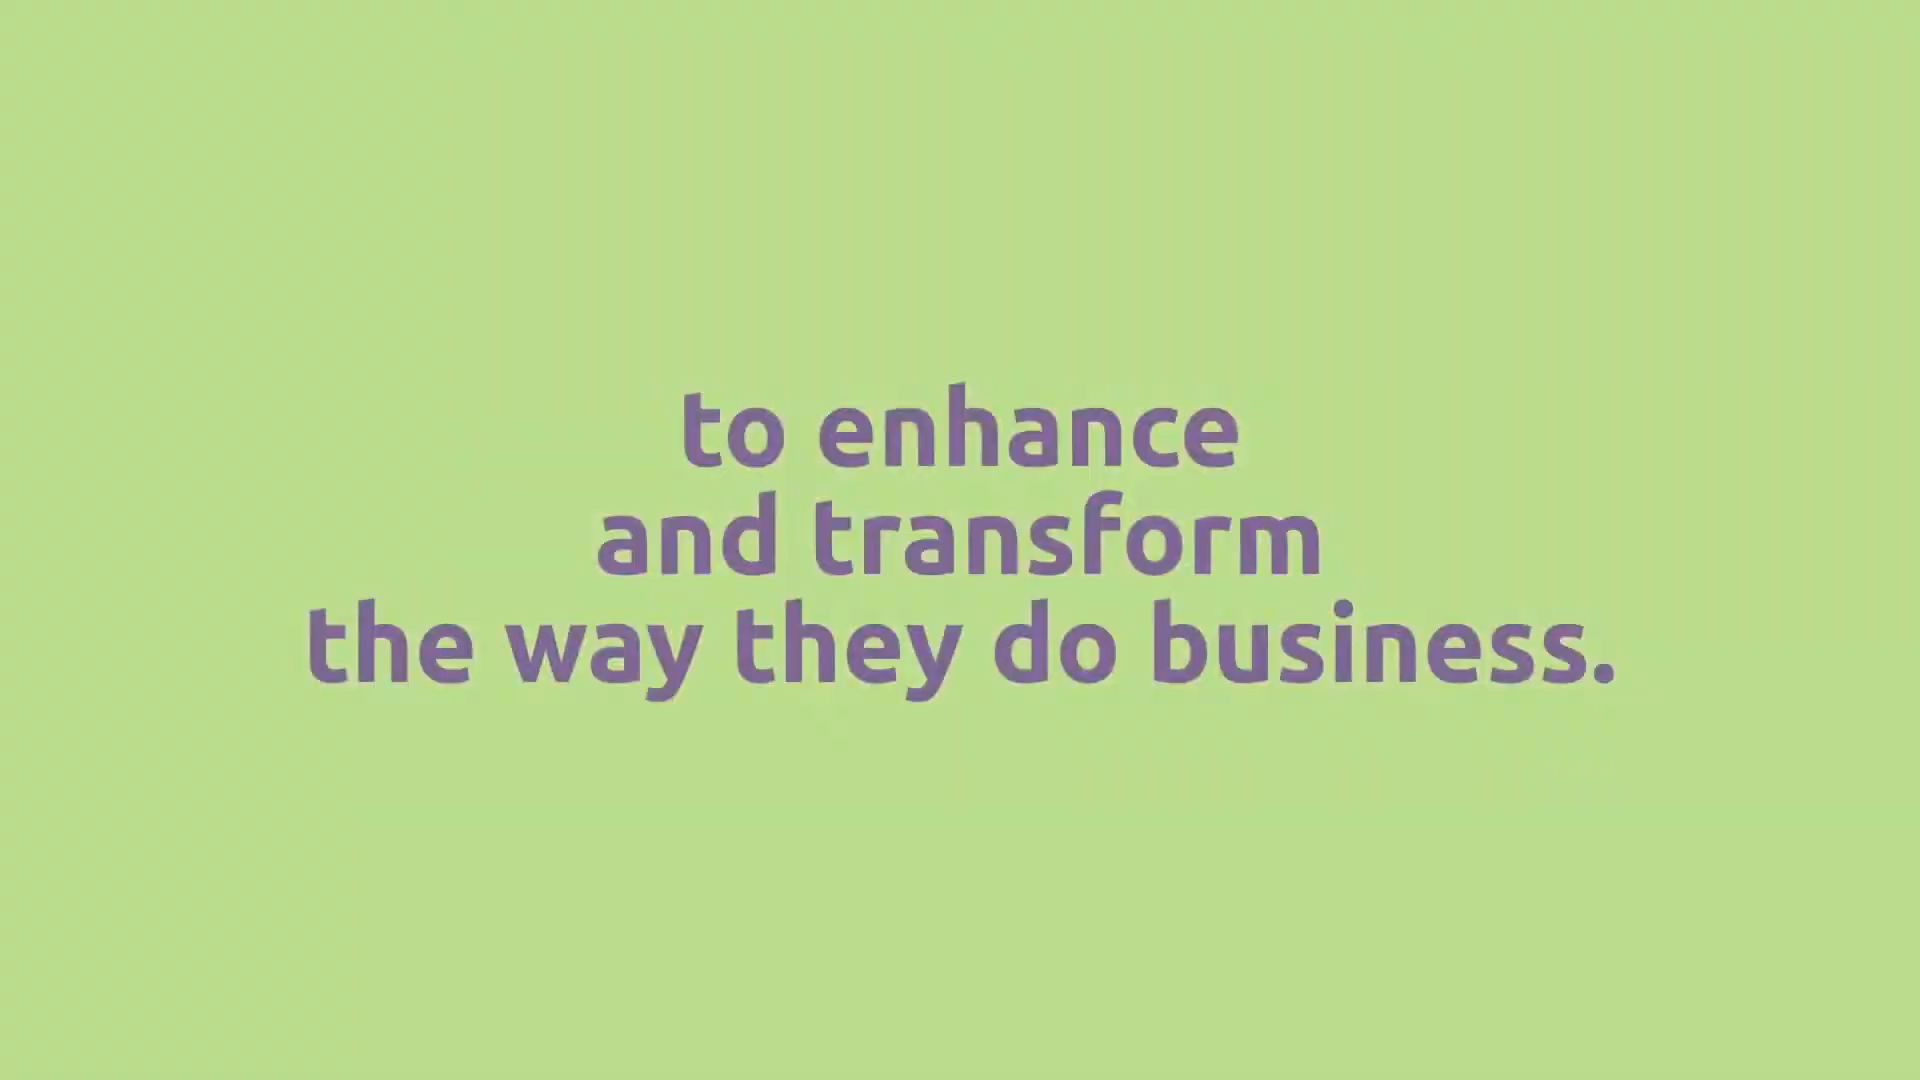 to enhance
and transform
the way they do business.